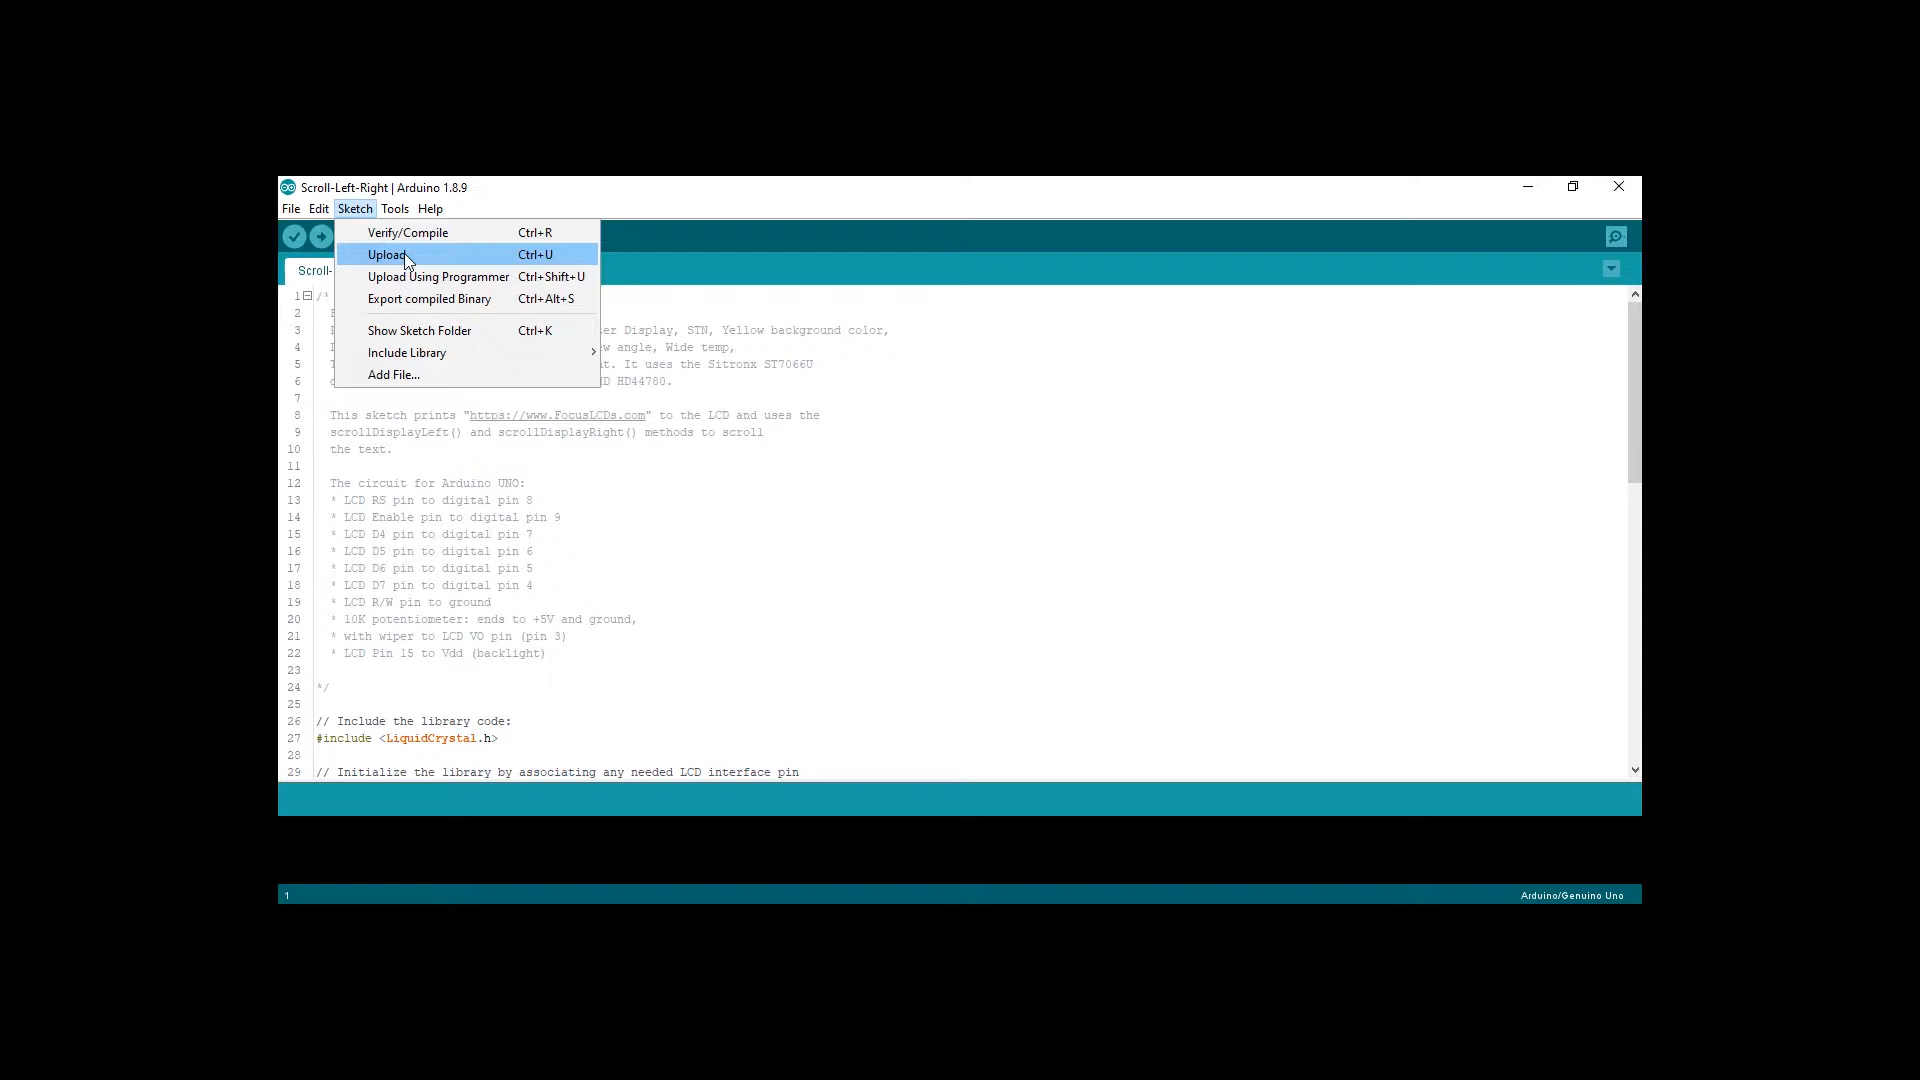 Scroll-Left-Right | Arduino 1.8.9
File Edit Sketch Tools Help
Verify/Compile Ctrl+R
Upload Ctrl+U
Upload Using Programmer Ctrl+Shift+U
Export compiled Binary Ctrl+Alt+S
Show Sketch Folder Ctrl+K
Include Library
Add File...
Scroll-
1 /*
2
3 Display, STN, Yellow background color,
4 angle, Wide temp,
5 It uses the Sitronx ST7066U
6 HD44780.
7
8 This sketch prints "https://www.FocusLCDs.com" to the LCD and uses the
9 scrollDisplayLeft() and scrollDisplayRight() methods to scroll
10 the text.
11
12 The circuit for Arduino UNO:
13 * LCD RS pin to digital pin 8
14 * LCD Enable pin to digital pin 9
15 * LCD D4 pin to digital pin 7
16 * LCD D5 pin to digital pin 6
17 * LCD D6 pin to digital pin 5
18 * LCD D7 pin to digital pin 4
19 * LCD R/W pin to ground
20 * 10K potentiometer: ends to +5V and ground,
21 * with wiper to LCD VO pin (pin 3)
22 * LCD Pin 15 to Vdd (backlight)
23
24 */
25
26 // Include the library code:
27 #include <LiquidCrystal.h>
28
29 // Initialize the library by associating any needed LCD interface pin
1 Arduino/Genuino Uno